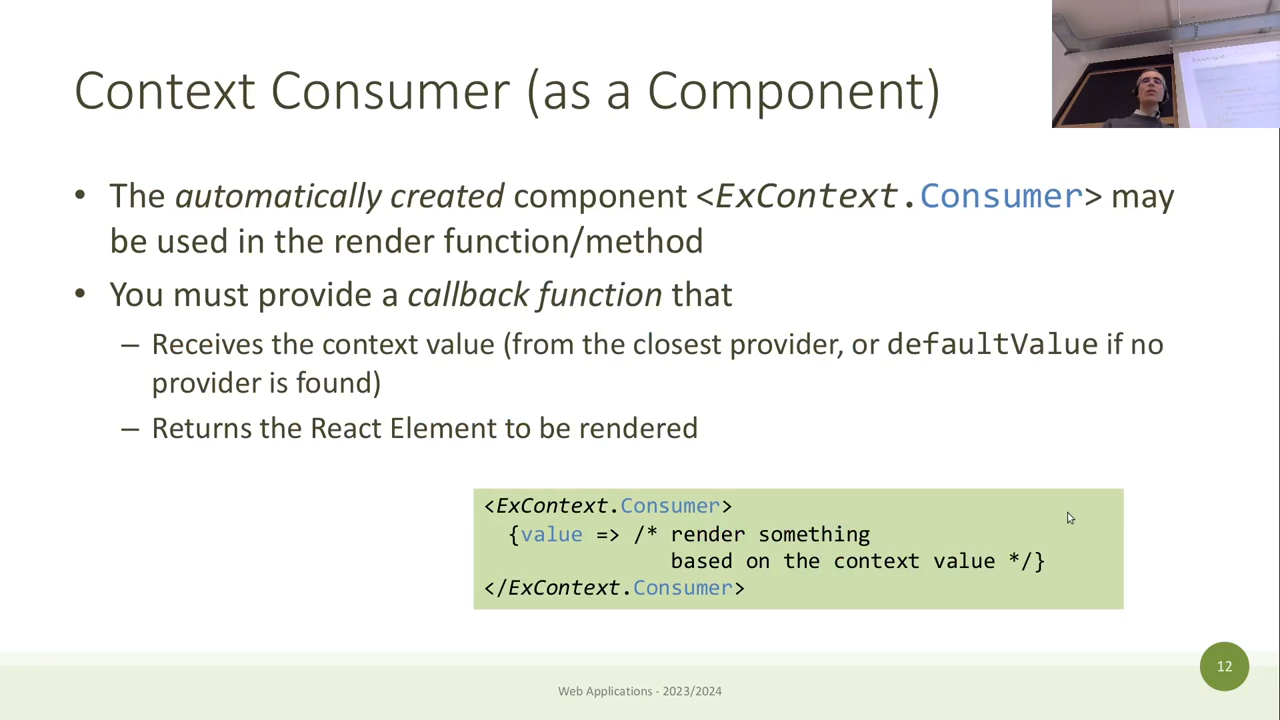 Context Consumer (as a Component)
• The automatically created component <ExContext.Consumer> may
be used in the render function/method
• You must provide a callback function that
– Receives the context value (from the closest provider, or defaultValue if no
provider is found)
– Returns the React Element to be rendered
<ExContext.Consumer>
{value => /* render something
based on the context value */}
</ExContext.Consumer>
12
Web Applications - 2023/2024